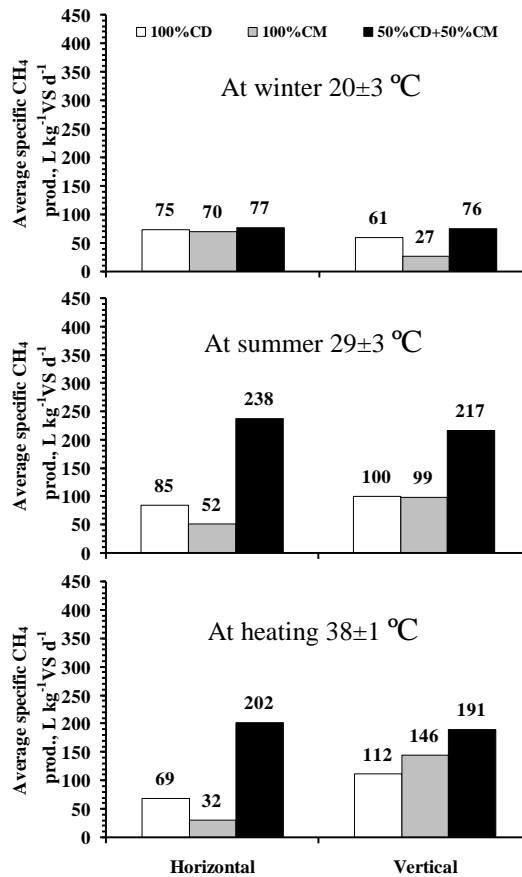 Average specific CH4
prod., L kg-1VS d-1
450
400
350
300
250
200
150
100
50
0
100%CD 100%CM 50%CD+50%CM
At winter 20±3 ℃
75 70 77 61 27 76
Average specific CH4
prod., L kg-1VS d-1
450
400
350
300
250
200
150
100
50
0
At summer 29±3 ℃
85 52 238 100 99 217
Average specific CH4
prod., L kg-1VS d-1
450
400
350
300
250
200
150
100
50
0
At heating 38±1 ℃
69 32 202 112 146 191
Horizontal Vertical